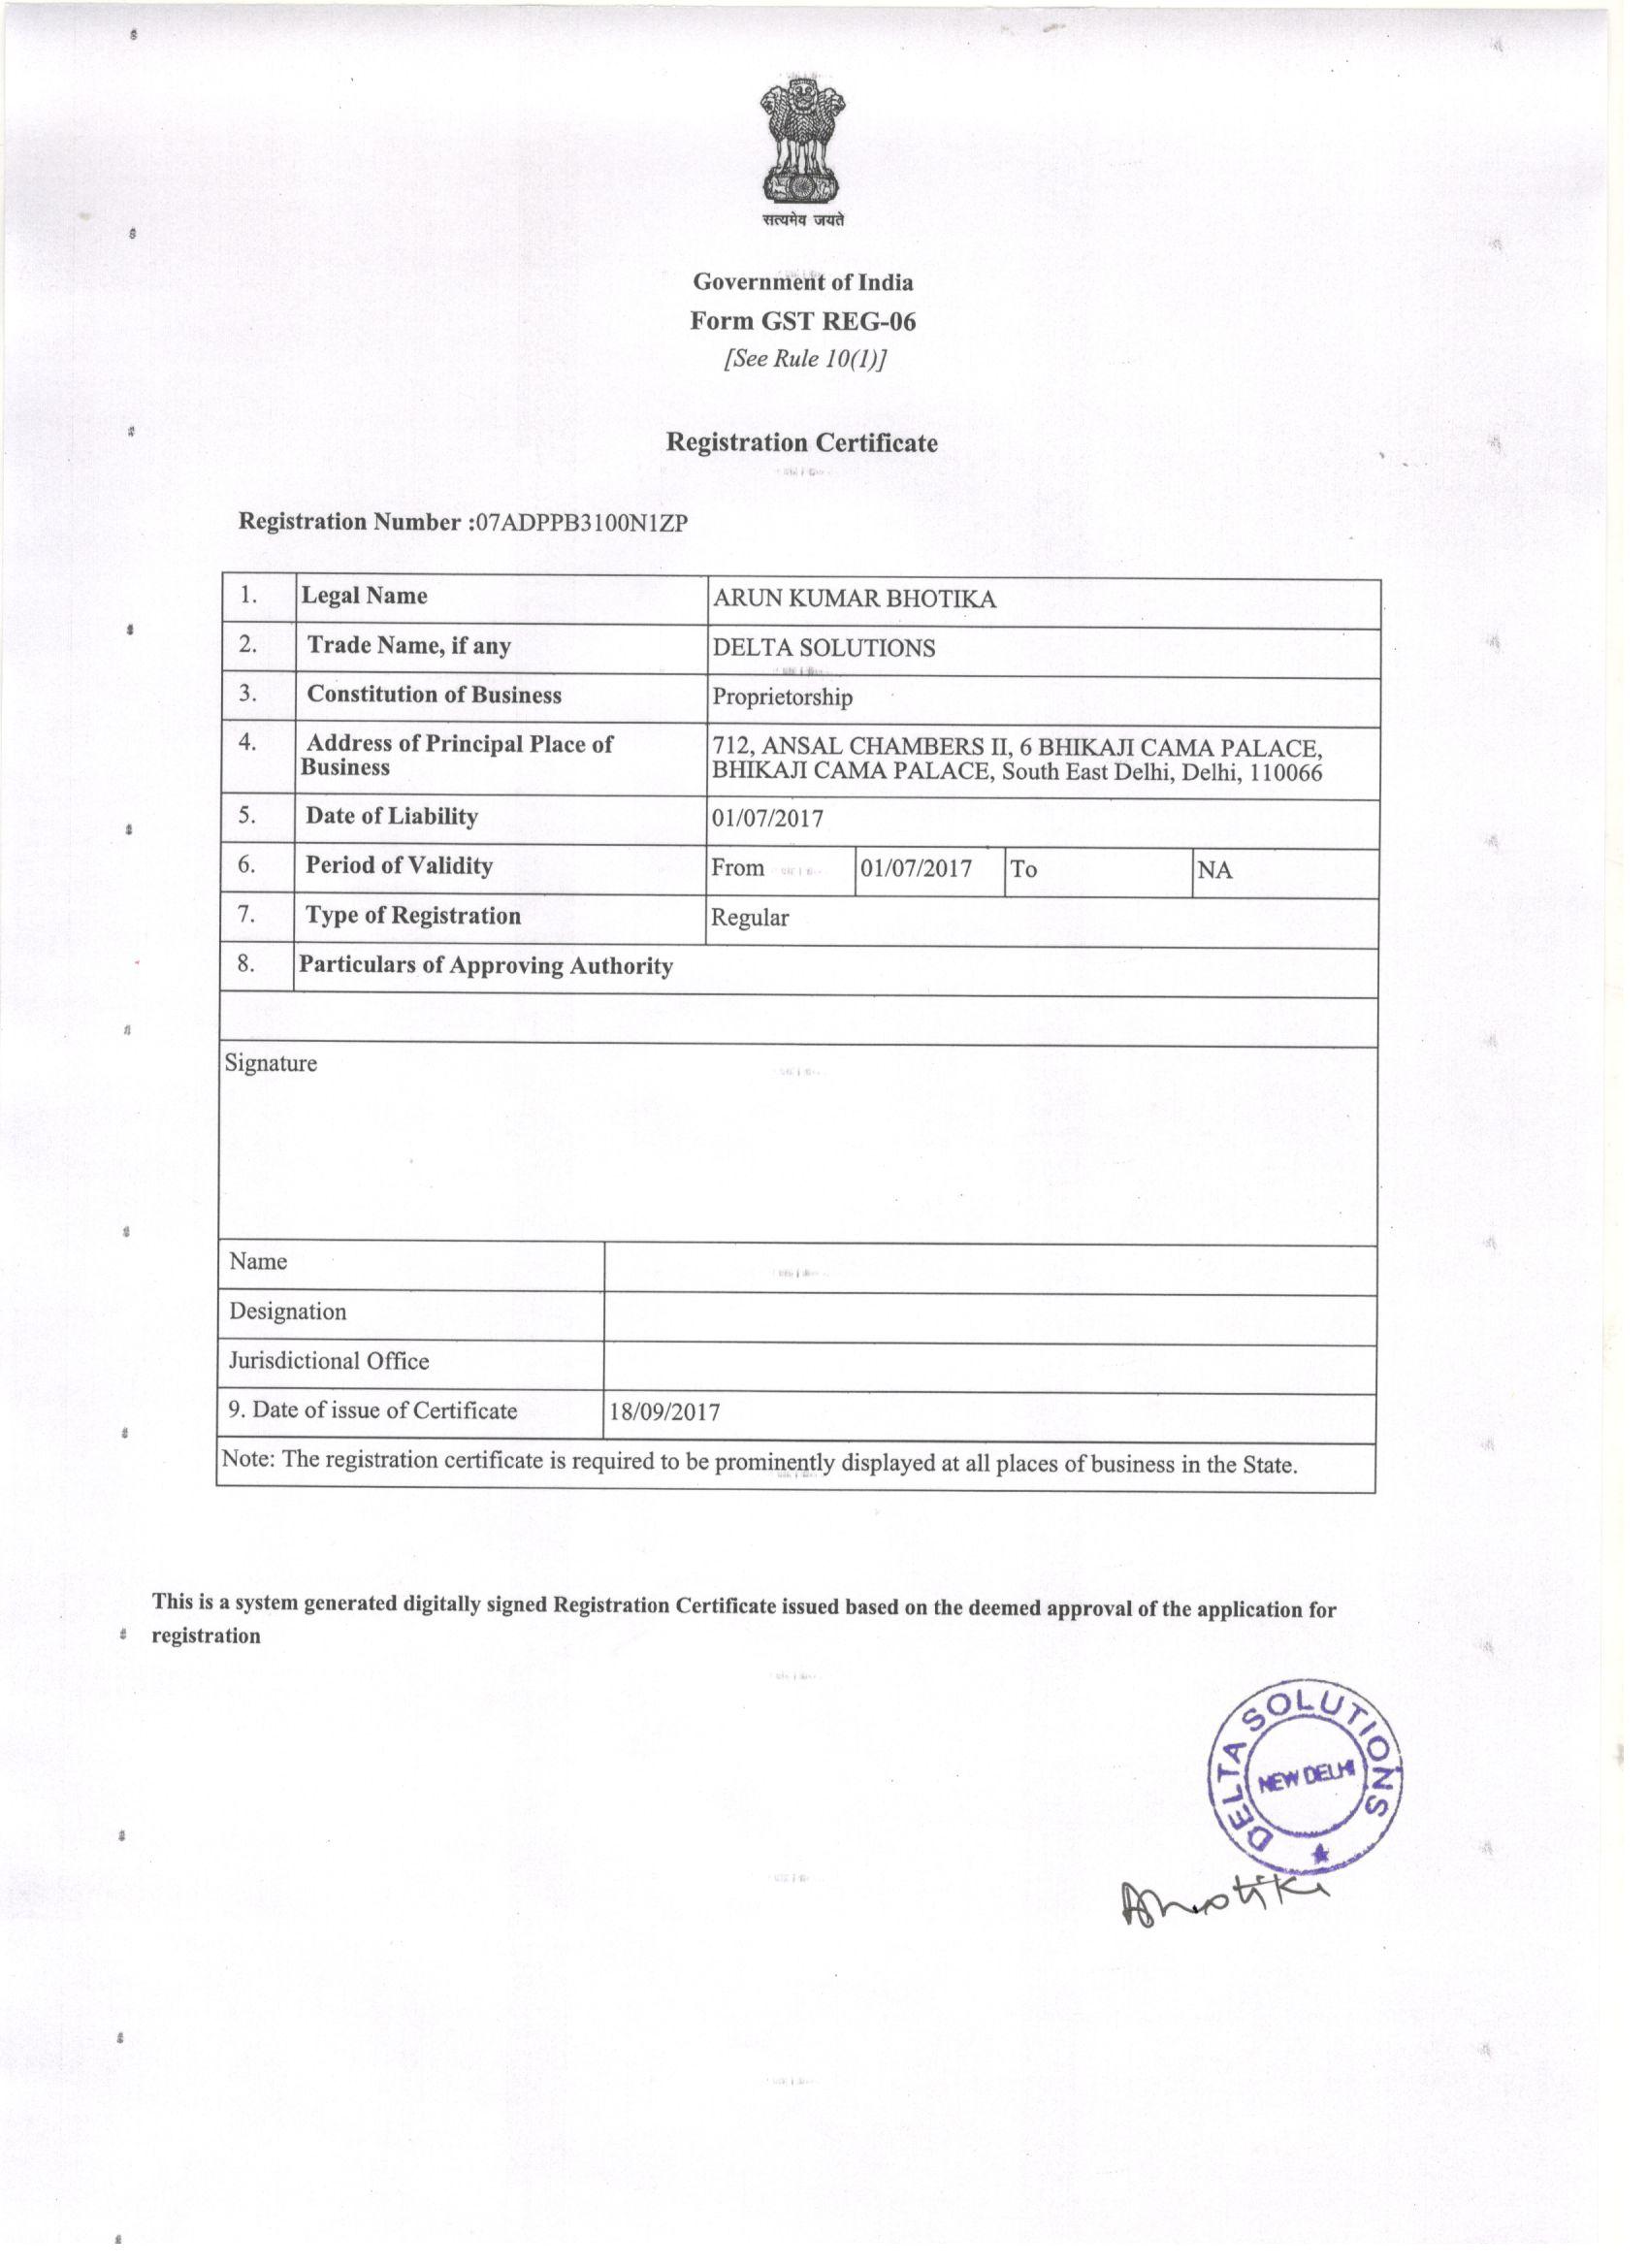 सत्यमेव जयते
Government of India
Form GST REG-06
[See Rule 10(1)]
Registration Certificate
Registration Number :07ADPPB3100N1ZP
1. Legal Name ARUN KUMAR BHOTIKA
2. Trade Name, if any DELTA SOLUTIONS
3. Constitution of Business Proprietorship
4. Address of Principal Place of 712, ANSAL CHAMBERS II, 6 BHIKAJI CAMA PALACE,
Business BHIKAJI CAMA PALACE, South East Delhi, Delhi, 110066
5. Date of Liability 01/07/2017
6. Period of Validity From 01/07/2017 To NA
7. Type of Registration Regular
8. Particulars of Approving Authority
Signature
Name
Designation
Jurisdictional Office
9. Date of issue of Certificate 18/09/2017
Note: The registration certificate is required to be prominently displayed at all places of business in the State.
This is a system generated digitally signed Registration Certificate issued based on the deemed approval of the application for
registration
DELTA SOLUTIONS
NEW DELHI